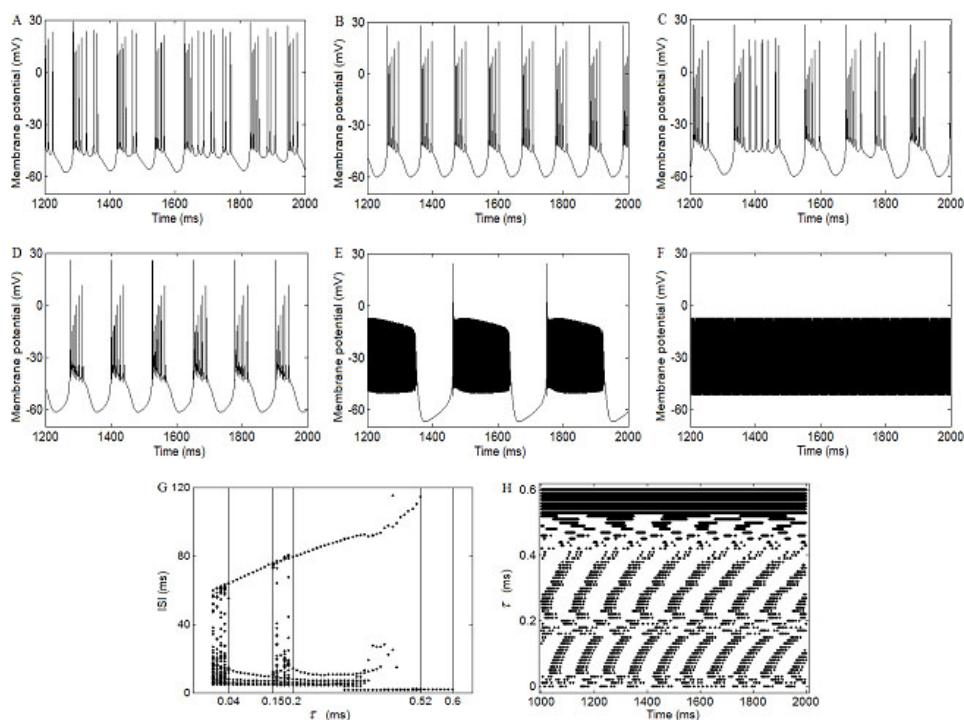 A
Membrane potential (mV)
30
0
-30
-60
1200 1400 1600 1800 2000
Time (ms)
B
Membrane potential (mV)
30
0
-30
-60
1200 1400 1600 1800 2000
Time (ms)
C
Membrane potential (mV)
30
0
-30
-60
1200 1400 1600 1800 2000
Time (ms)
D
Membrane potential (mV)
30
0
-30
-60
1200 1400 1600 1800 2000
Time (ms)
E
Membrane potential (mV)
30
0
-30
-60
1200 1400 1600 1800 2000
Time (ms)
F
Membrane potential (mV)
30
0
-30
-60
1200 1400 1600 1800 2000
Time (ms)
G
ISI (ms)
120
80
40
0
0.04 0.15 0.2 0.52 0.6
τ (ms)
H
τ (ms)
0.6
0.4
0.2
0
1000 1200 1400 1600 1800 2000
Time (ms)